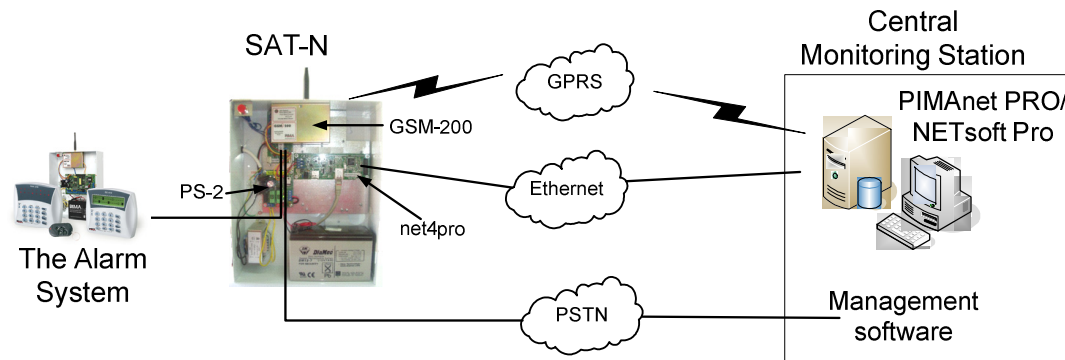 Central
Monitoring Station
SAT-N
GPRS
PIMAnet PRO/
NETsoft Pro
GSM-200
PS-2
Ethernet
net4pro
The Alarm
System
DiaMec
PSTN
Management
software